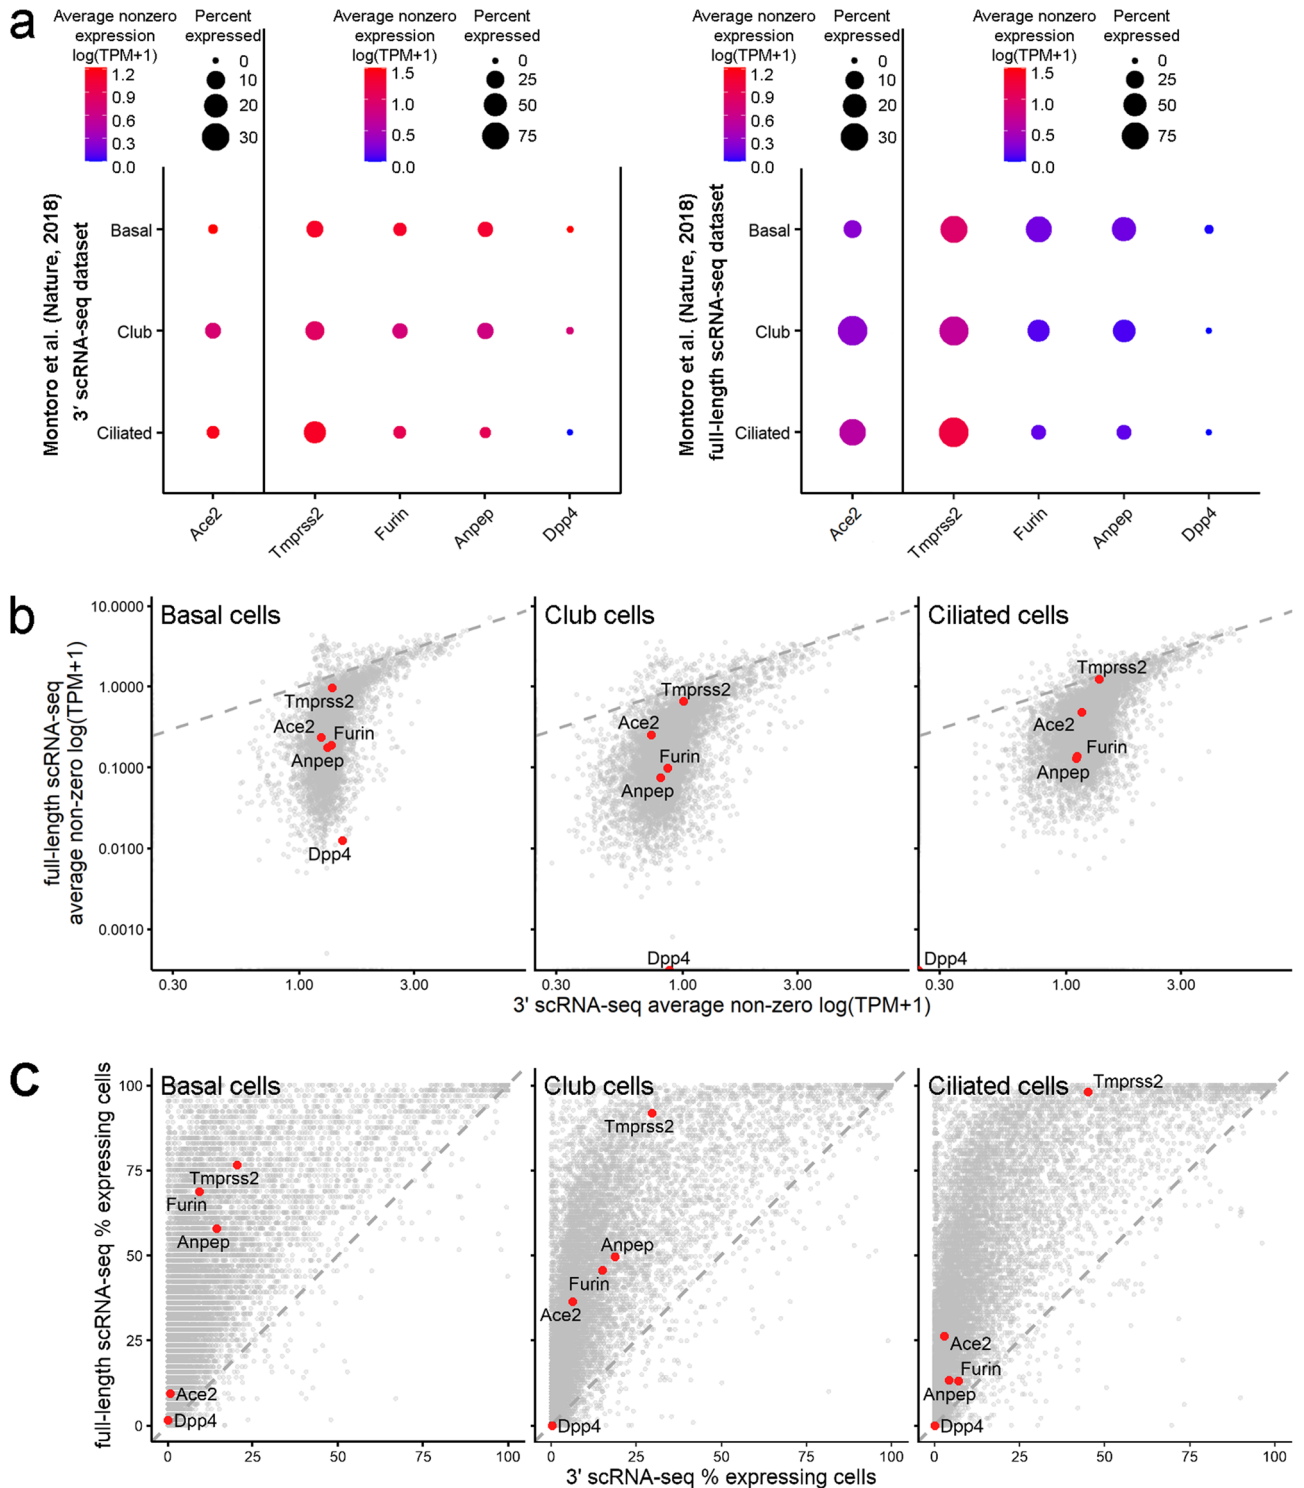 a
Average nonzero
expression
log(TPM+1)
1.2
0.9
0.6
0.3
0.0
Percent
expressed
0
10
20
30
Average nonzero
expression
log(TPM+1)
1.5
1.0
0.5
0.0
Percent
expressed
0
25
50
75
Montoro et al. (Nature, 2018)
3′ scRNA-seq dataset
Basal
Club
Ciliated
Ace2
Tmprss2
Furin
Anpep
Dpp4
Average nonzero
expression
log(TPM+1)
1.2
0.9
0.6
0.3
0.0
Percent
expressed
0
10
20
30
Average nonzero
expression
log(TPM+1)
1.5
1.0
0.5
0.0
Percent
expressed
0
25
50
75
Montoro et al. (Nature, 2018)
full-length scRNA-seq dataset
Basal
Club
Ciliated
Ace2
Tmprss2
Furin
Anpep
Dpp4
b
full-length scRNA-seq
average non-zero log(TPM+1)
10.0000
1.0000
0.1000
0.0100
0.0010
Basal cells
Tmprss2
Ace2
Furin
Anpep
Dpp4
0.30
1.00
3.00
Club cells
Tmprss2
Ace2
Furin
Anpep
Dpp4
0.30
1.00
3.00
Ciliated cells
Tmprss2
Ace2
Furin
Anpep
Dpp4
0.30
1.00
3.00
3′ scRNA-seq average non-zero log(TPM+1)
c
full-length scRNA-seq % expressing cells
100
75
50
25
0
Basal cells
Tmprss2
Furin
Anpep
Ace2
Dpp4
0
25
50
75
100
Club cells
Tmprss2
Anpep
Furin
Ace2
Dpp4
0
25
50
75
100
Ciliated cells
Tmprss2
Ace2
Furin
Anpep
Dpp4
0
25
50
75
100
3′ scRNA-seq % expressing cells